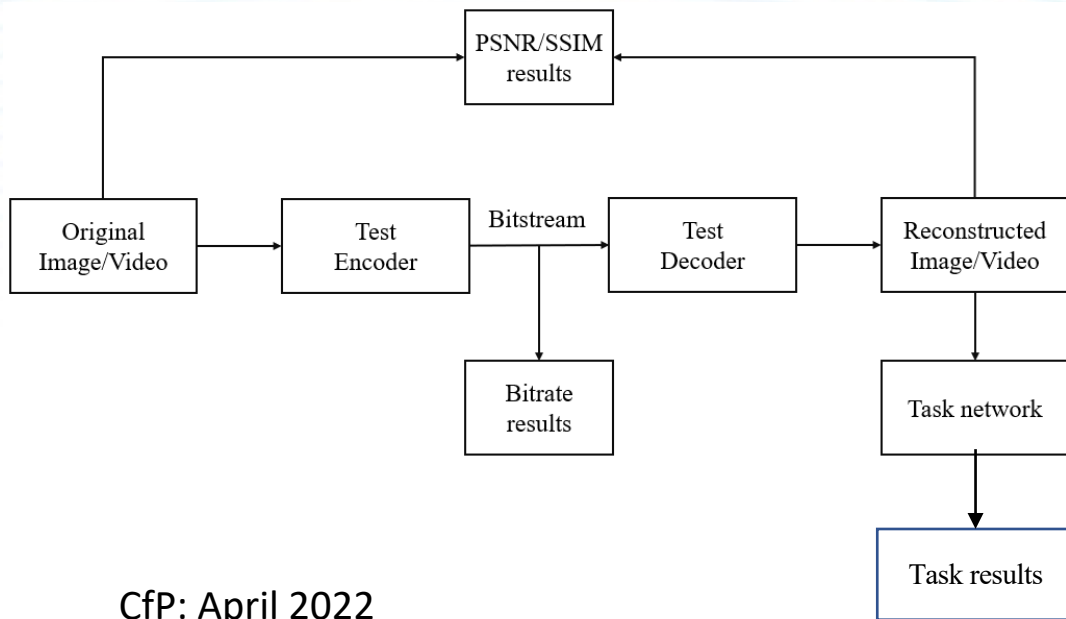 PSNR/SSIM
results
Original
Image/Video
Test
Encoder
Bitstream
Test
Decoder
Reconstructed
Image/Video
Bitrate
results
Task network
Task results
CfP: April 2022